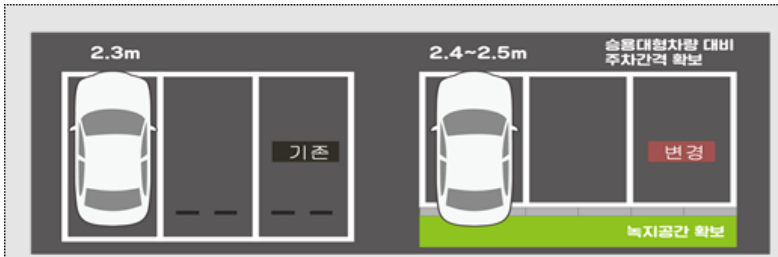 2.3m
기존
2.4~2.5m
승용대형차량 대비
주차간격 확보
변경
녹지공간 확보